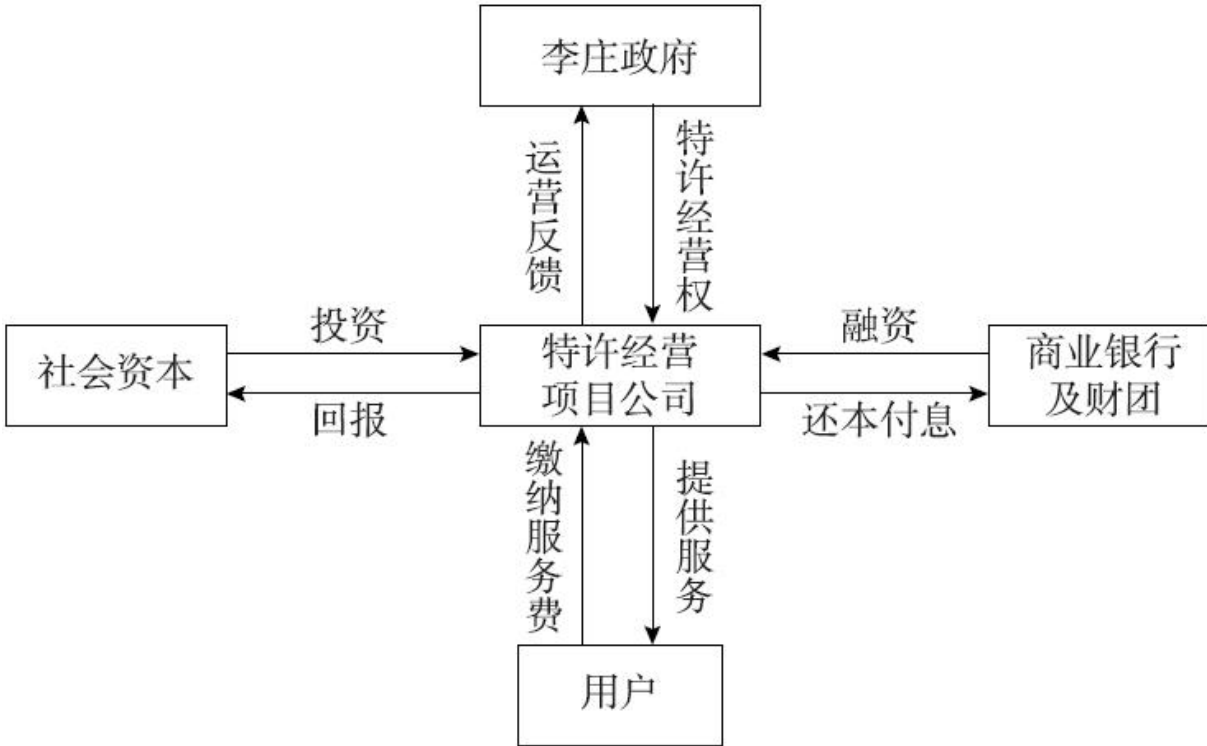 李庄政府
运营反馈
特许经营权
投资
融资
社会资本
特许经营
项目公司
商业银行
及财团
回报
还本付息
缴纳服务费
提供服务
用户